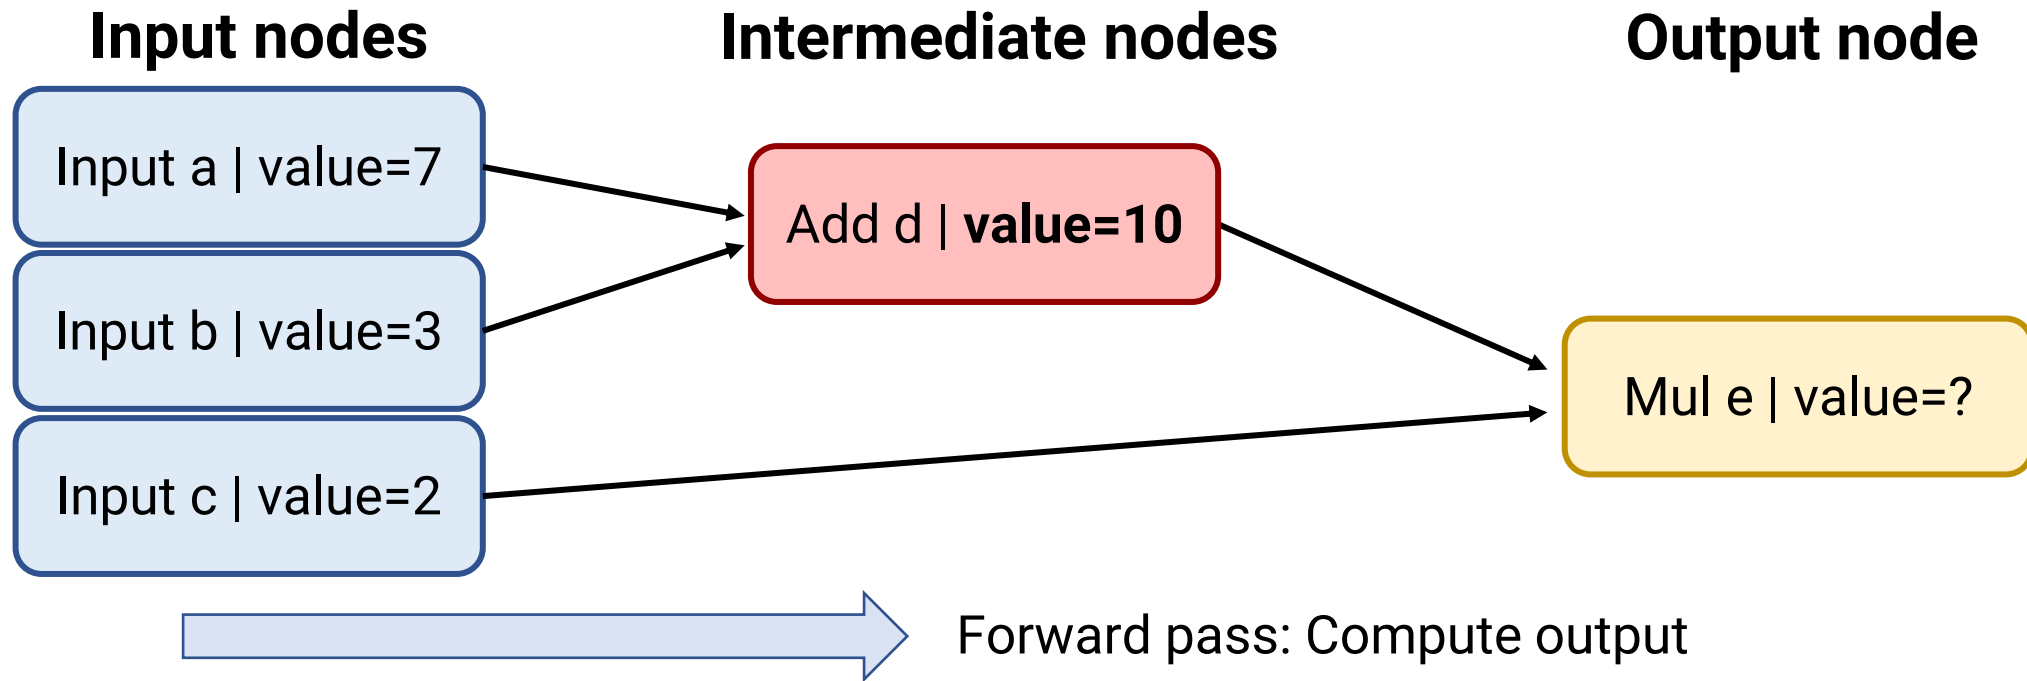 Input nodes
Intermediate nodes
Output node
Input a | value=7
Add d | value=10
Input b | value=3
Mul e | value=?
Input c | value=2
Forward pass: Compute output